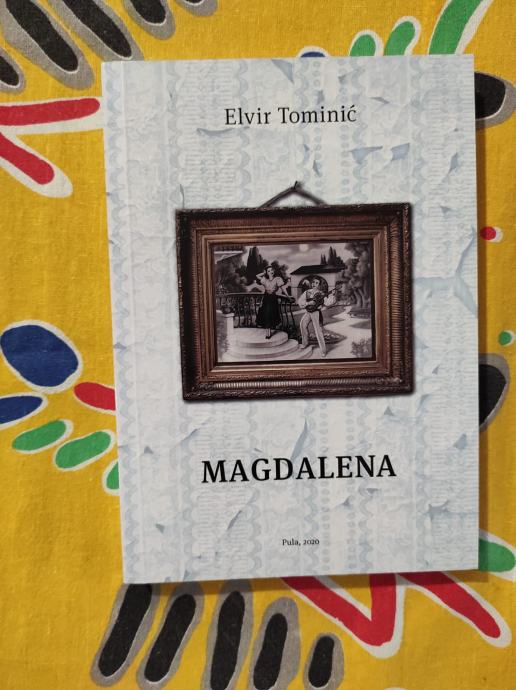 Elvir Tominić
MAGDALENA
Pula, 2020